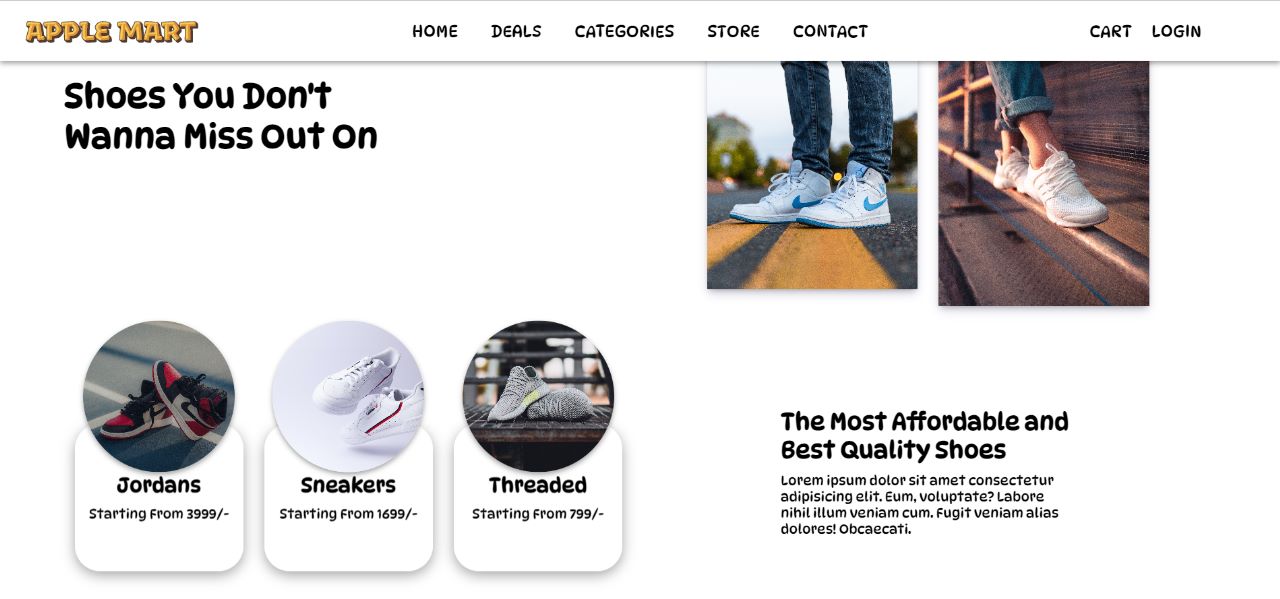 APPLE MART
HOME DEALS CATEGORIES STORE CONTACT
CART LOGIN
Shoes You Don't
Wanna Miss Out On
Jordans
Starting From 3999/-
Sneakers
Starting From 1699/-
Threaded
Starting From 799/-
The Most Affordable and
Best Quality Shoes
Lorem ipsum dolor sit amet consectetur
adipisicing elit. Eum, voluptate? Labore
nihil illum veniam cum. Fugit veniam alias
dolores! Obcaecati.